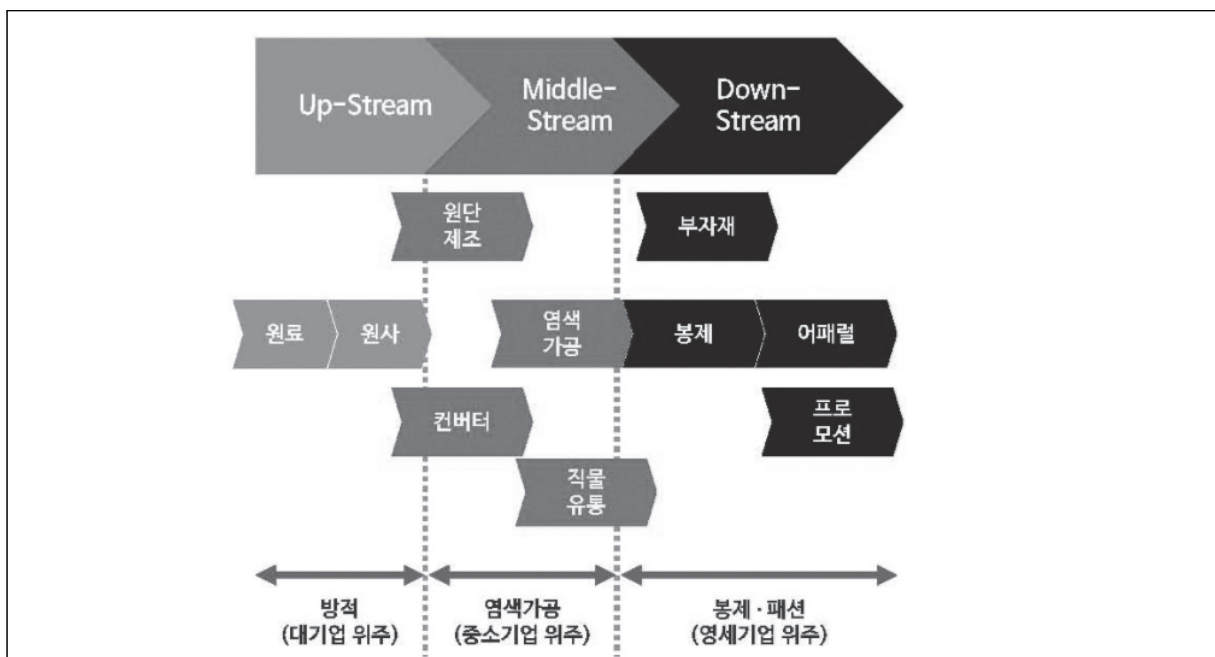 Up-Stream
Middle-
Stream
Down-
Stream
원단
제조
부자재
원료
원사
염색
가공
봉제
어패럴
컨버터
프로
모션
직물
유통
방적
(대기업 위주)
염색가공
(중소기업 위주)
봉제·패션
(영세기업 위주)